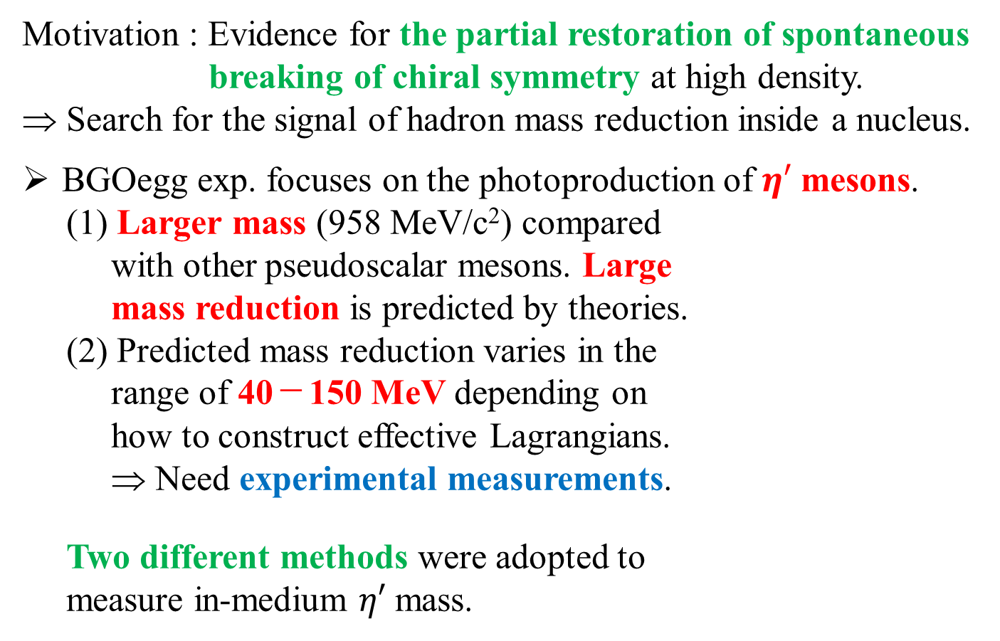 Motivation : Evidence for the partial restoration of spontaneous
breaking of chiral symmetry at high density.
⇒ Search for the signal of hadron mass reduction inside a nucleus.
➢ BGOegg exp. focuses on the photoproduction of η′ mesons.
(1) Larger mass (958 MeV/c²) compared
with other pseudoscalar mesons. Large
mass reduction is predicted by theories.
(2) Predicted mass reduction varies in the
range of 40－150 MeV depending on
how to construct effective Lagrangians.
⇒ Need experimental measurements.
Two different methods were adopted to
measure in-medium η′ mass.